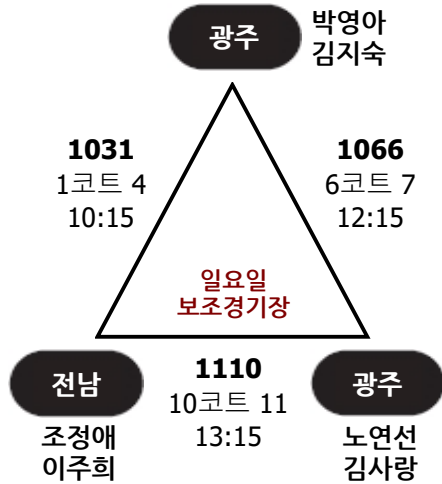 광주
박영아
김지숙
1031
1코트 4
10:15
1066
6코트 7
12:15
일요일
보조경기장
전남
조정애
이주희
1110
10코트 11
13:15
광주
노연선
김사랑